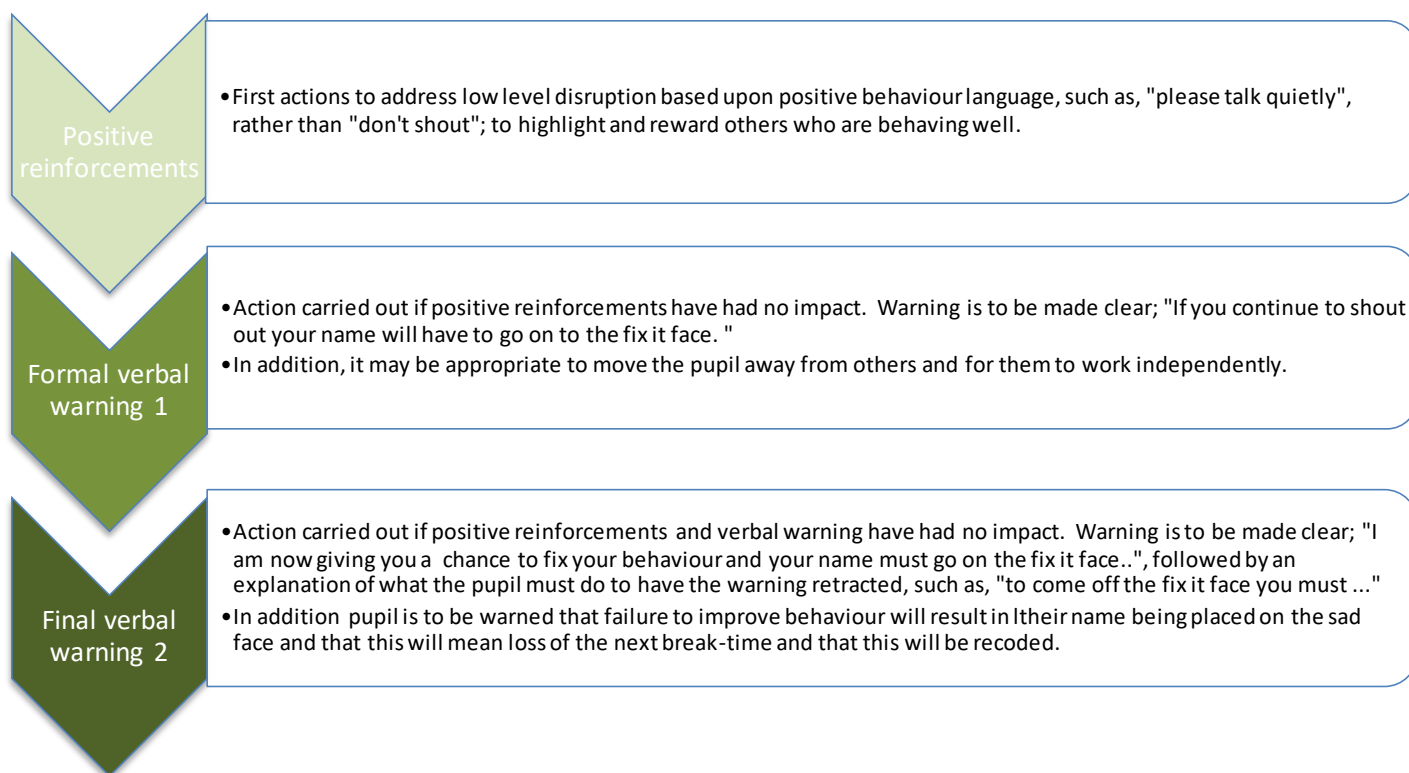 Positive
reinforcements
•First actions to address low level disruption based upon positive behaviour language, such as, "please talk quietly",
rather than "don't shout"; to highlight and reward others who are behaving well.
Formal verbal
warning 1
•Action carried out if positive reinforcements have had no impact.  Warning is to be made clear; "If you continue to shout
out your name will have to go on to the fix it face. "
•In addition, it may be appropriate to move the pupil away from others and for them to work independently.
Final verbal
warning 2
•Action carried out if positive reinforcements and verbal warning have had no impact.  Warning is to be made clear; "I
am now giving you a  chance to fix your behaviour and your name must go on the fix it face..", followed by an
explanation of what the pupil must do to have the warning retracted, such as, "to come off the fix it face you must ..."
•In addition pupil is to be warned that failure to improve behaviour will result in ltheir name being placed on the sad
face and that this will mean loss of the next break-time and that this will be recoded.